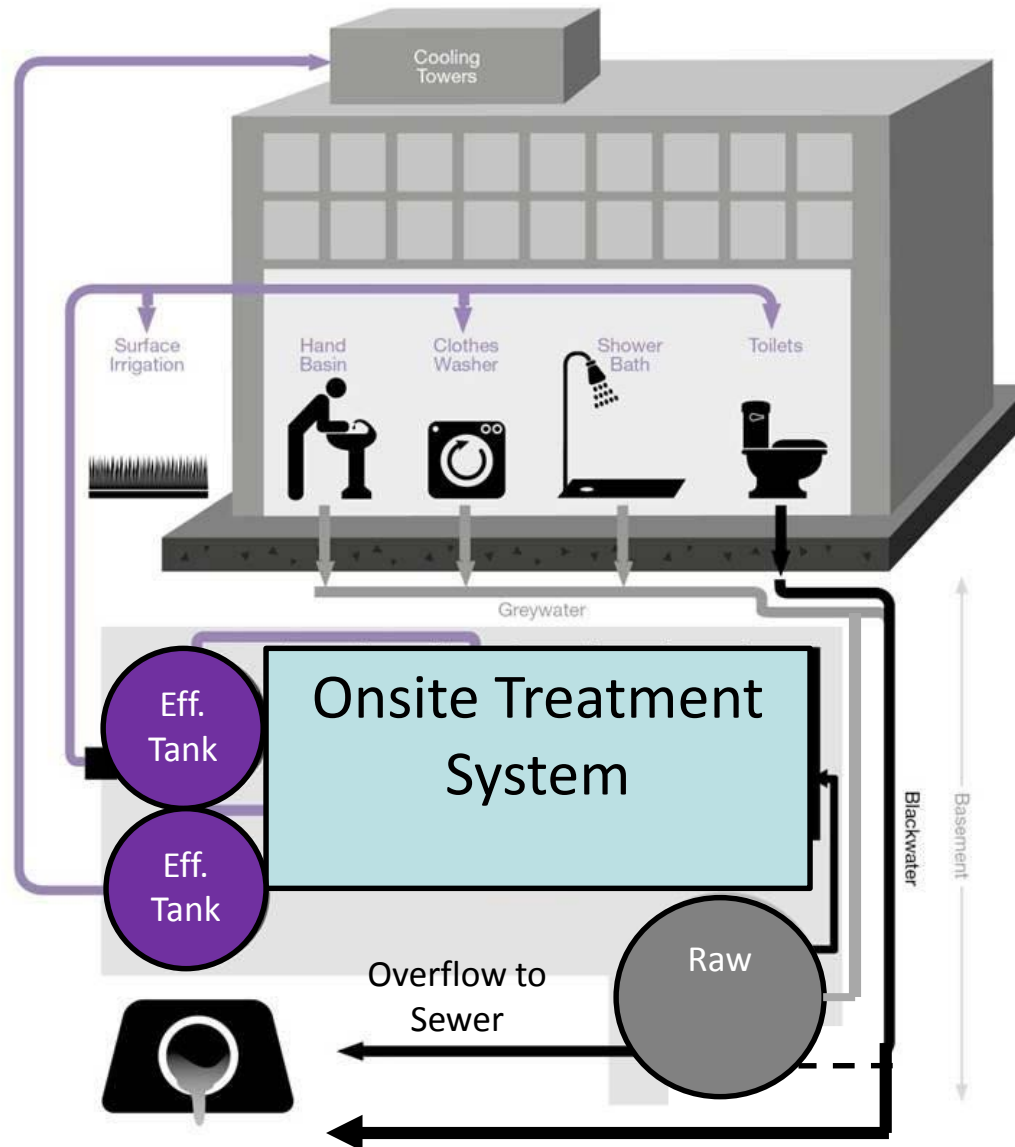 Cooling
Towers
Surface
Irrigation
Hand
Basin
Clothes
Washer
Shower
Bath
Toilets
Greywater
Eff.
Tank
Onsite Treatment
System
Eff.
Tank
Raw
Overflow to
Sewer
Blackwater
Basement